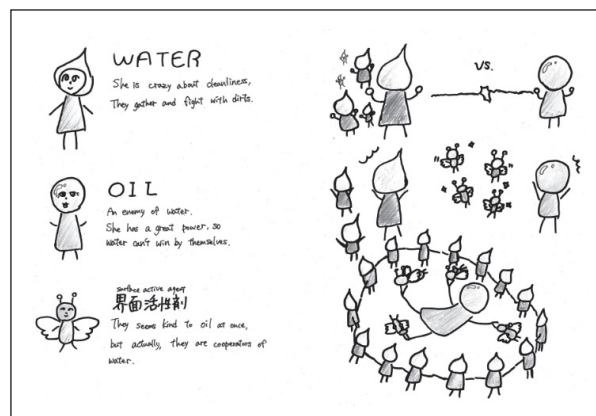 WATER
She is crazy about cleanliness,
They gather and fight with dirts.
OIL
An enemy of water.
She has a great power, so
water can't win by themselves.
surface active agent
界面活性剤
They seems kind to oil at once,
but actually, they are cooperators of
water.
VS.